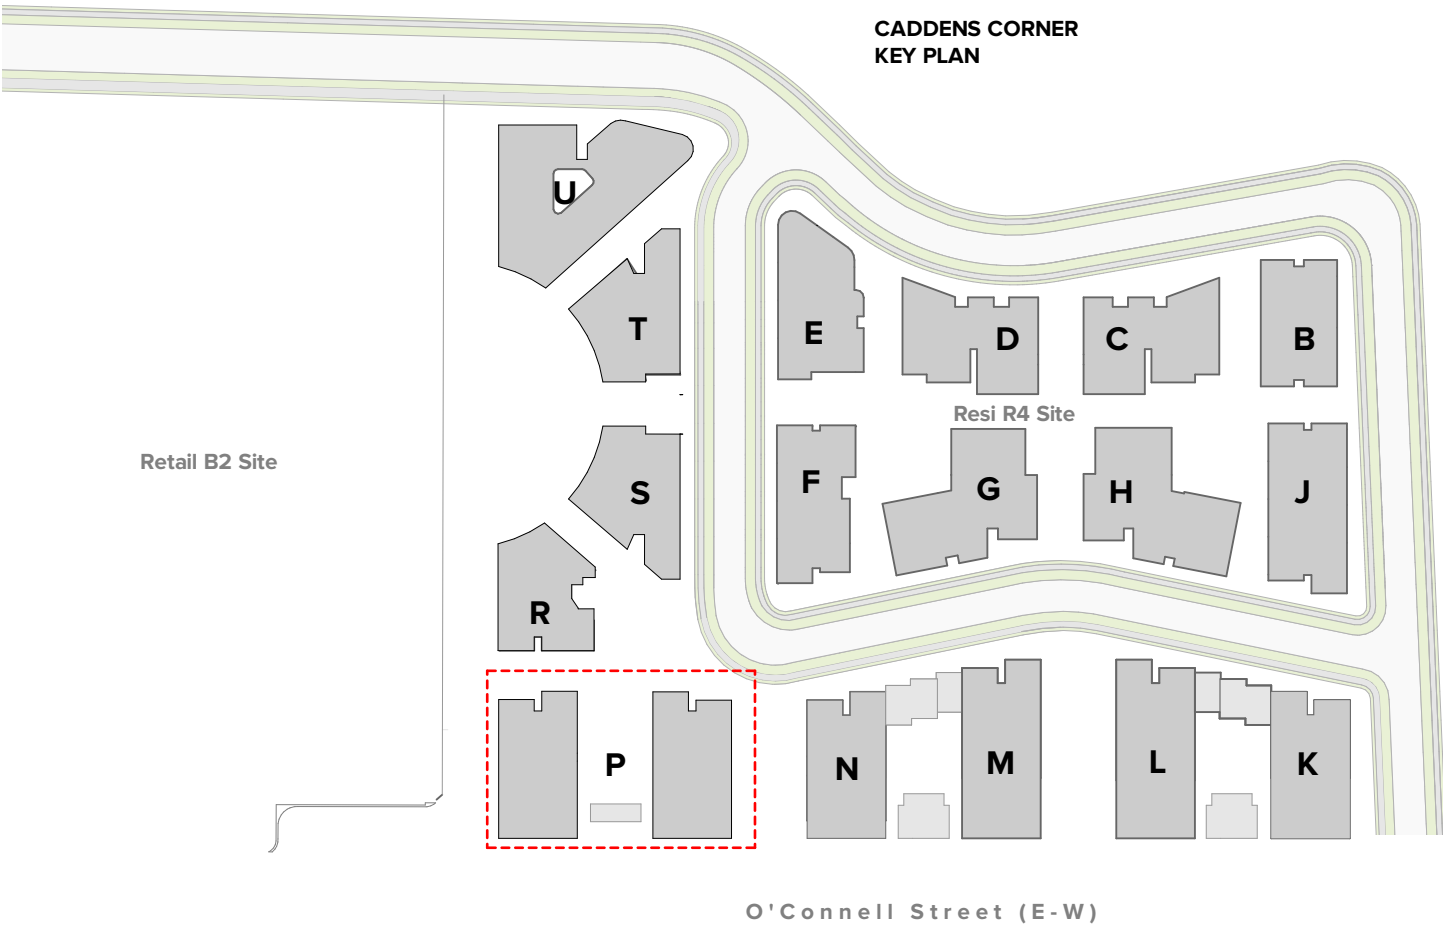 CADDENS CORNER
KEY PLAN
U
T
E
D
C
B
Resi R4 Site
Retail B2 Site
S
F
G
H
J
R
P
N
M
L
K
O'Connell Street (E-W)